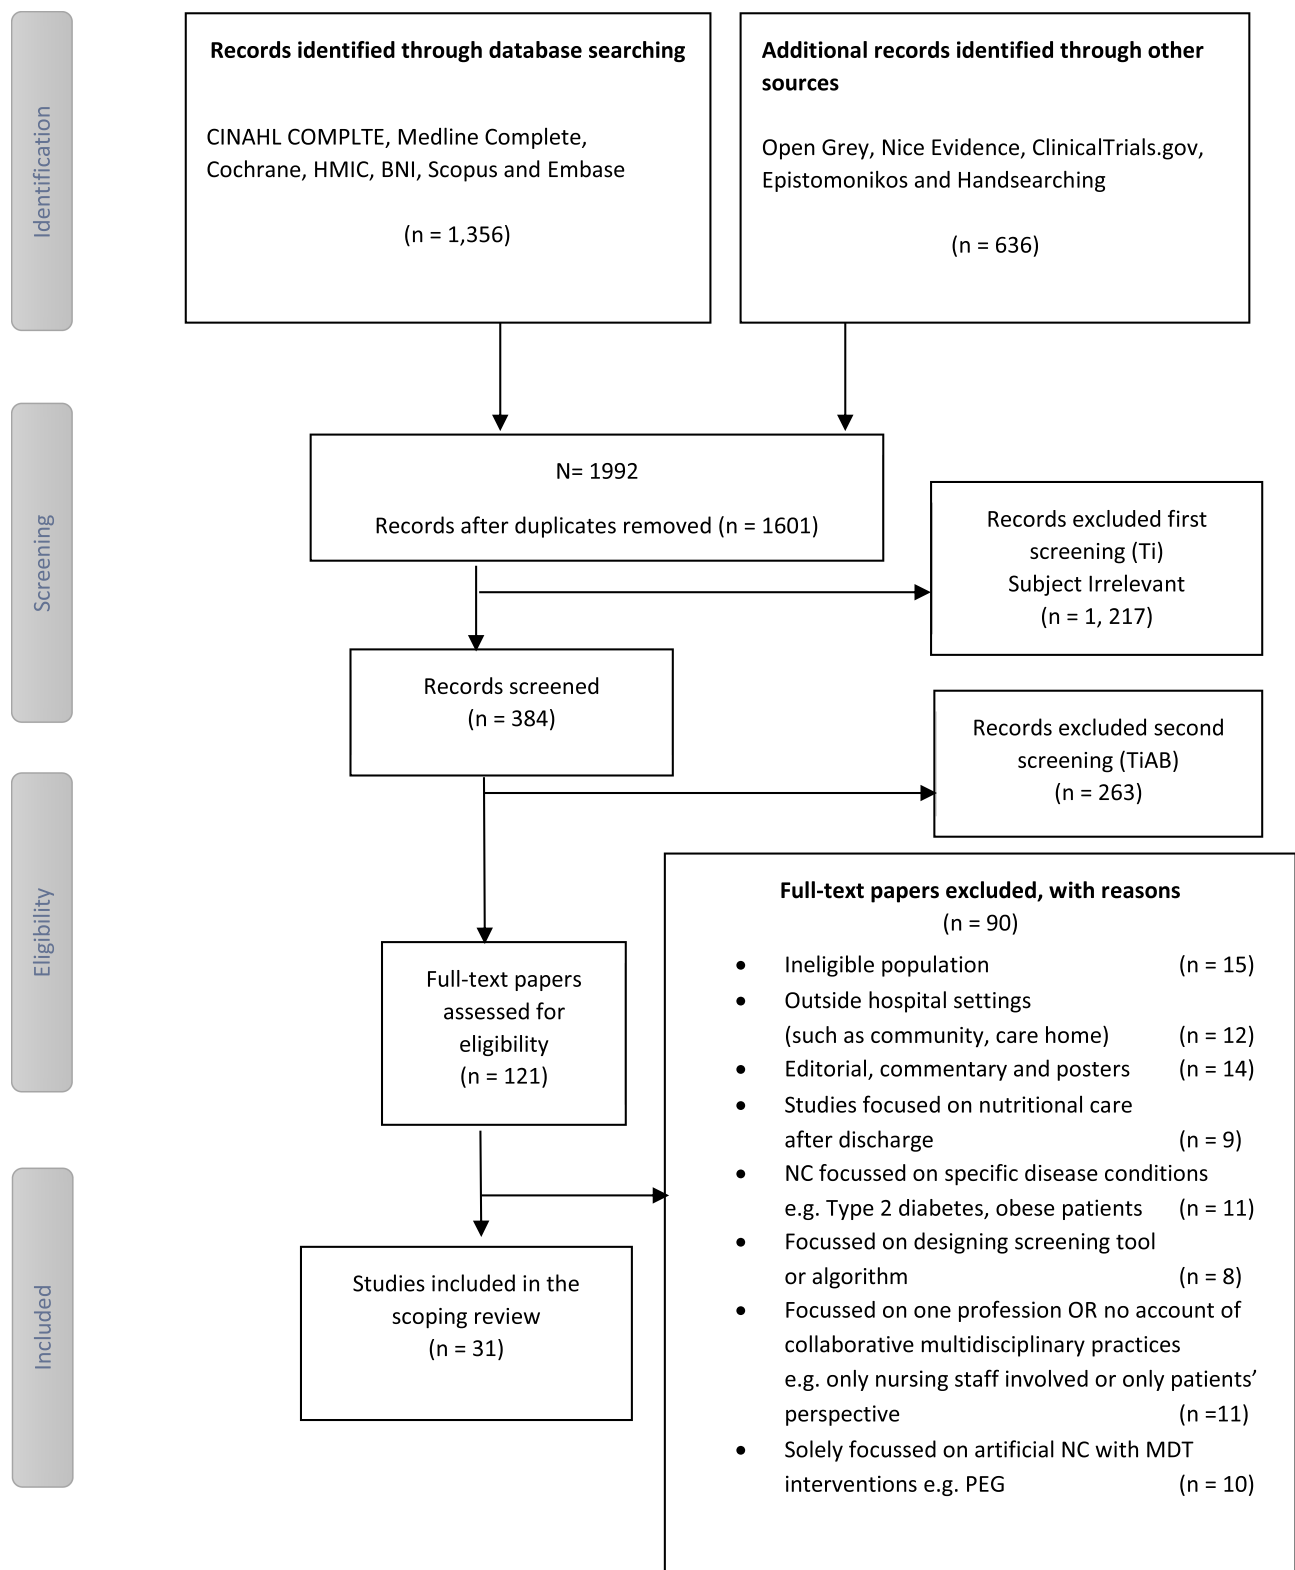 Identification
Records identified through database searching
CINAHL COMPLTE, Medline Complete,
Cochrane, HMIC, BNI, Scopus and Embase
(n = 1,356)
Additional records identified through other
sources
Open Grey, Nice Evidence, ClinicalTrials.gov,
Epistomonikos and Handsearching
(n = 636)
Screening
N= 1992
Records after duplicates removed (n = 1601)
Records excluded first
screening (Ti)
Subject Irrelevant
(n = 1, 217)
Records screened
(n = 384)
Records excluded second
screening (TiAB)
(n = 263)
Eligibility
Full-text papers
assessed for
eligibility
(n = 121)
Full-text papers excluded, with reasons
(n = 90)
• Ineligible population (n = 15)
• Outside hospital settings
(such as community, care home) (n = 12)
• Editorial, commentary and posters (n = 14)
• Studies focused on nutritional care
after discharge (n = 9)
• NC focussed on specific disease conditions
e.g. Type 2 diabetes, obese patients (n = 11)
• Focussed on designing screening tool
or algorithm (n = 8)
• Focussed on one profession OR no account of
collaborative multidisciplinary practices
e.g. only nursing staff involved or only patients’
perspective (n =11)
• Solely focussed on artificial NC with MDT
interventions e.g. PEG (n = 10)
Included
Studies included in the
scoping review
(n = 31)